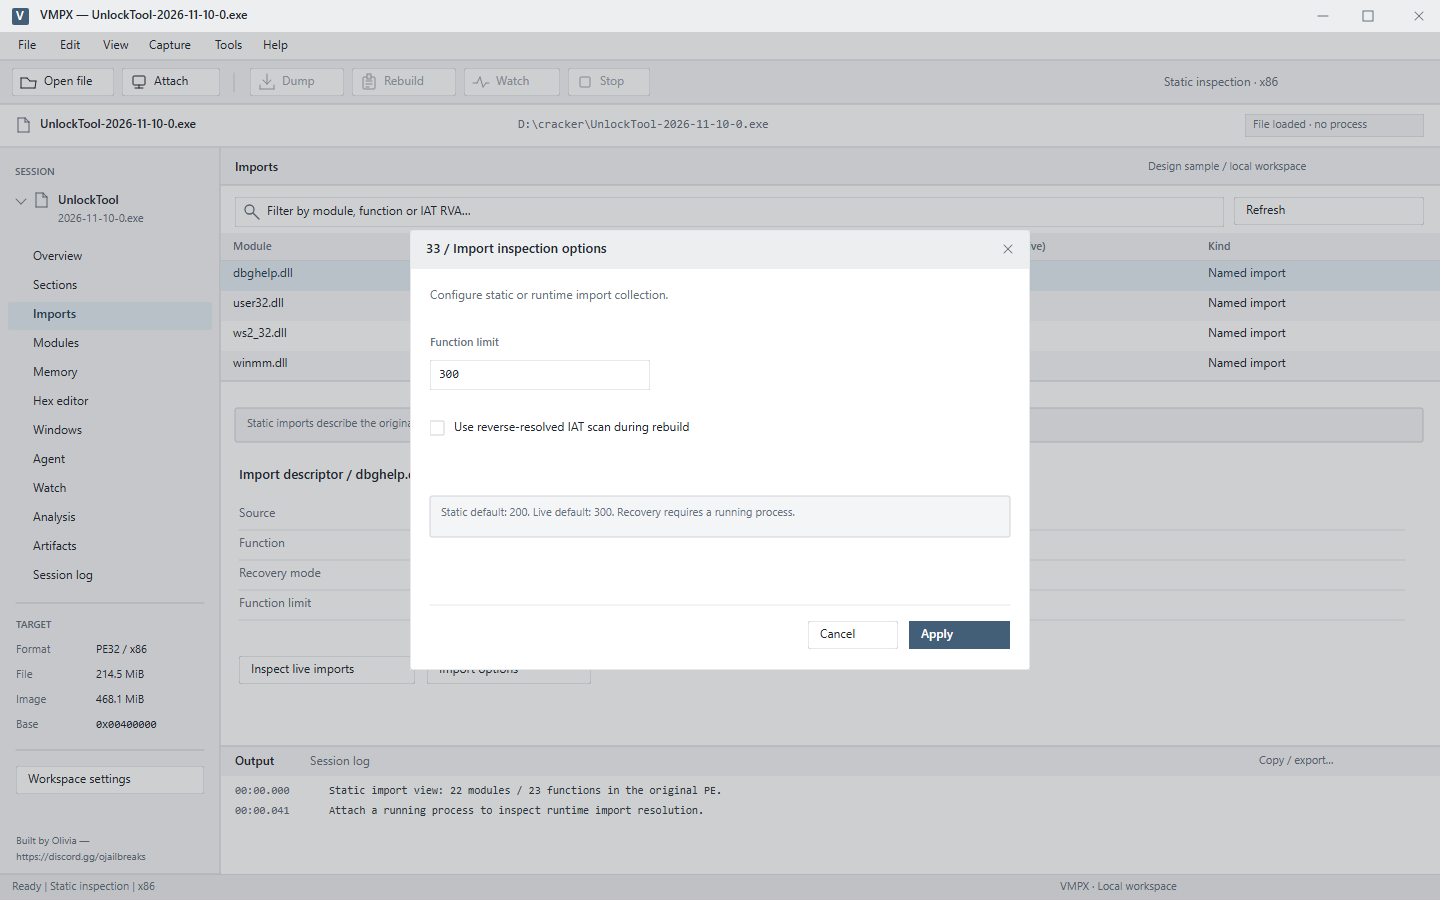 VMPX — UnlockTool-2026-11-10-0.exe
File Edit View Capture Tools Help
Open file Attach Dump Rebuild Watch Stop Static inspection · x86
UnlockTool-2026-11-10-0.exe D:\cracker\UnlockTool-2026-11-10-0.exe File loaded · no process
SESSION
UnlockTool
2026-11-10-0.exe
Overview
Sections
Imports
Modules
Memory
Hex editor
Windows
Agent
Watch
Analysis
Artifacts
Session log
TARGET
Format PE32 / x86
File 214.5 MiB
Image 468.1 MiB
Base 0x00400000
Workspace settings
Built by Olivia —
https://discord.gg/ojailbreaks
Imports Design sample / local workspace
Filter by module, function or IAT RVA... Refresh
Module ve) Kind
dbghelp.dll Named import
user32.dll Named import
ws2_32.dll Named import
winmm.dll Named import
Static imports describe the origina
Import descriptor / dbghelp.
Source
Function
Recovery mode
Function limit
Inspect live imports Import options
33 / Import inspection options
Configure static or runtime import collection.
Function limit
300
Use reverse-resolved IAT scan during rebuild
Static default: 200. Live default: 300. Recovery requires a running process.
Cancel Apply
Output Session log Copy / export...
00:00.000 Static import view: 22 modules / 23 functions in the original PE.
00:00.041 Attach a running process to inspect runtime import resolution.
Ready | Static inspection | x86 VMPX · Local workspace